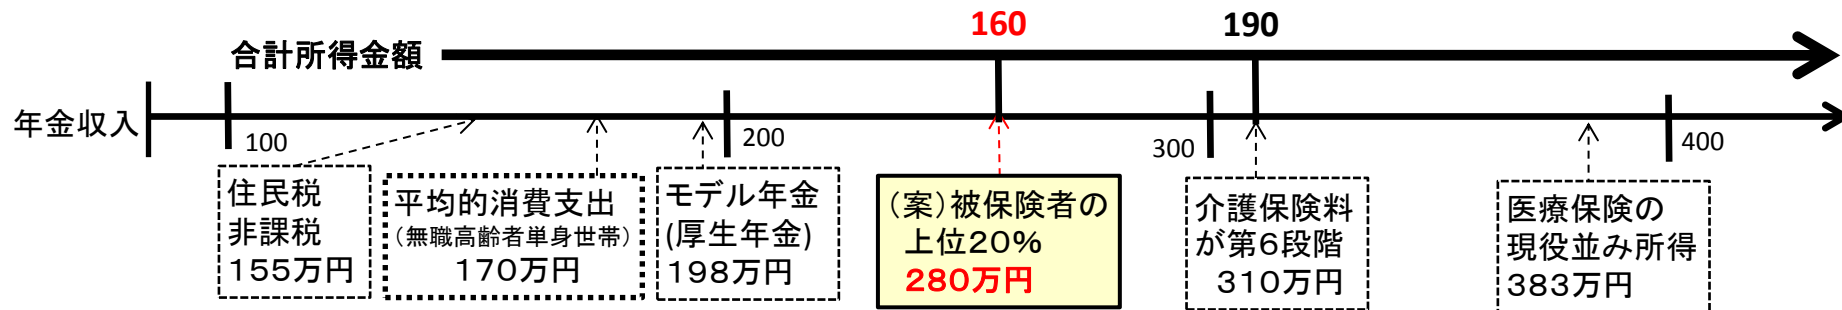 160
190
合計所得金額
年金収入
100
200
300
400
住民税
非課税
155万円
平均的消費支出
(無職高齢者単身世帯)
170万円
モデル年金
(厚生年金)
198万円
(案)被保険者の
上位20%
280万円
介護保険料
が第6段階
310万円
医療保険の
現役並み所得
383万円